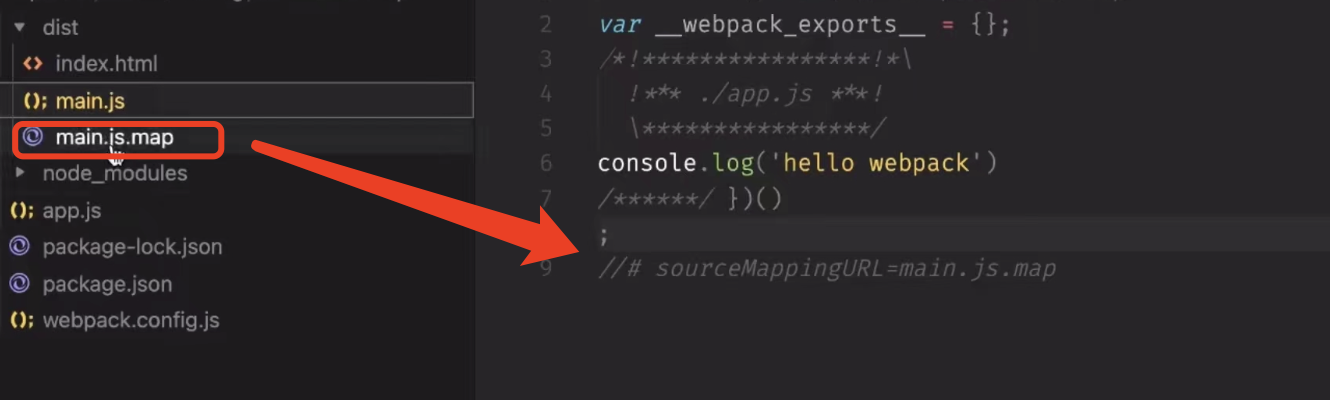 dist
index.html
main.js
main.js.map
node_modules
app.js
package-lock.json
package.json
webpack.config.js
2 var __webpack_exports__ = {};
3 /*!****************!*\
4 !*** ./app.js ***!
5 \****************/
6 console.log('hello webpack')
7 /******/ })()
;
9 //# sourceMappingURL=main.js.map